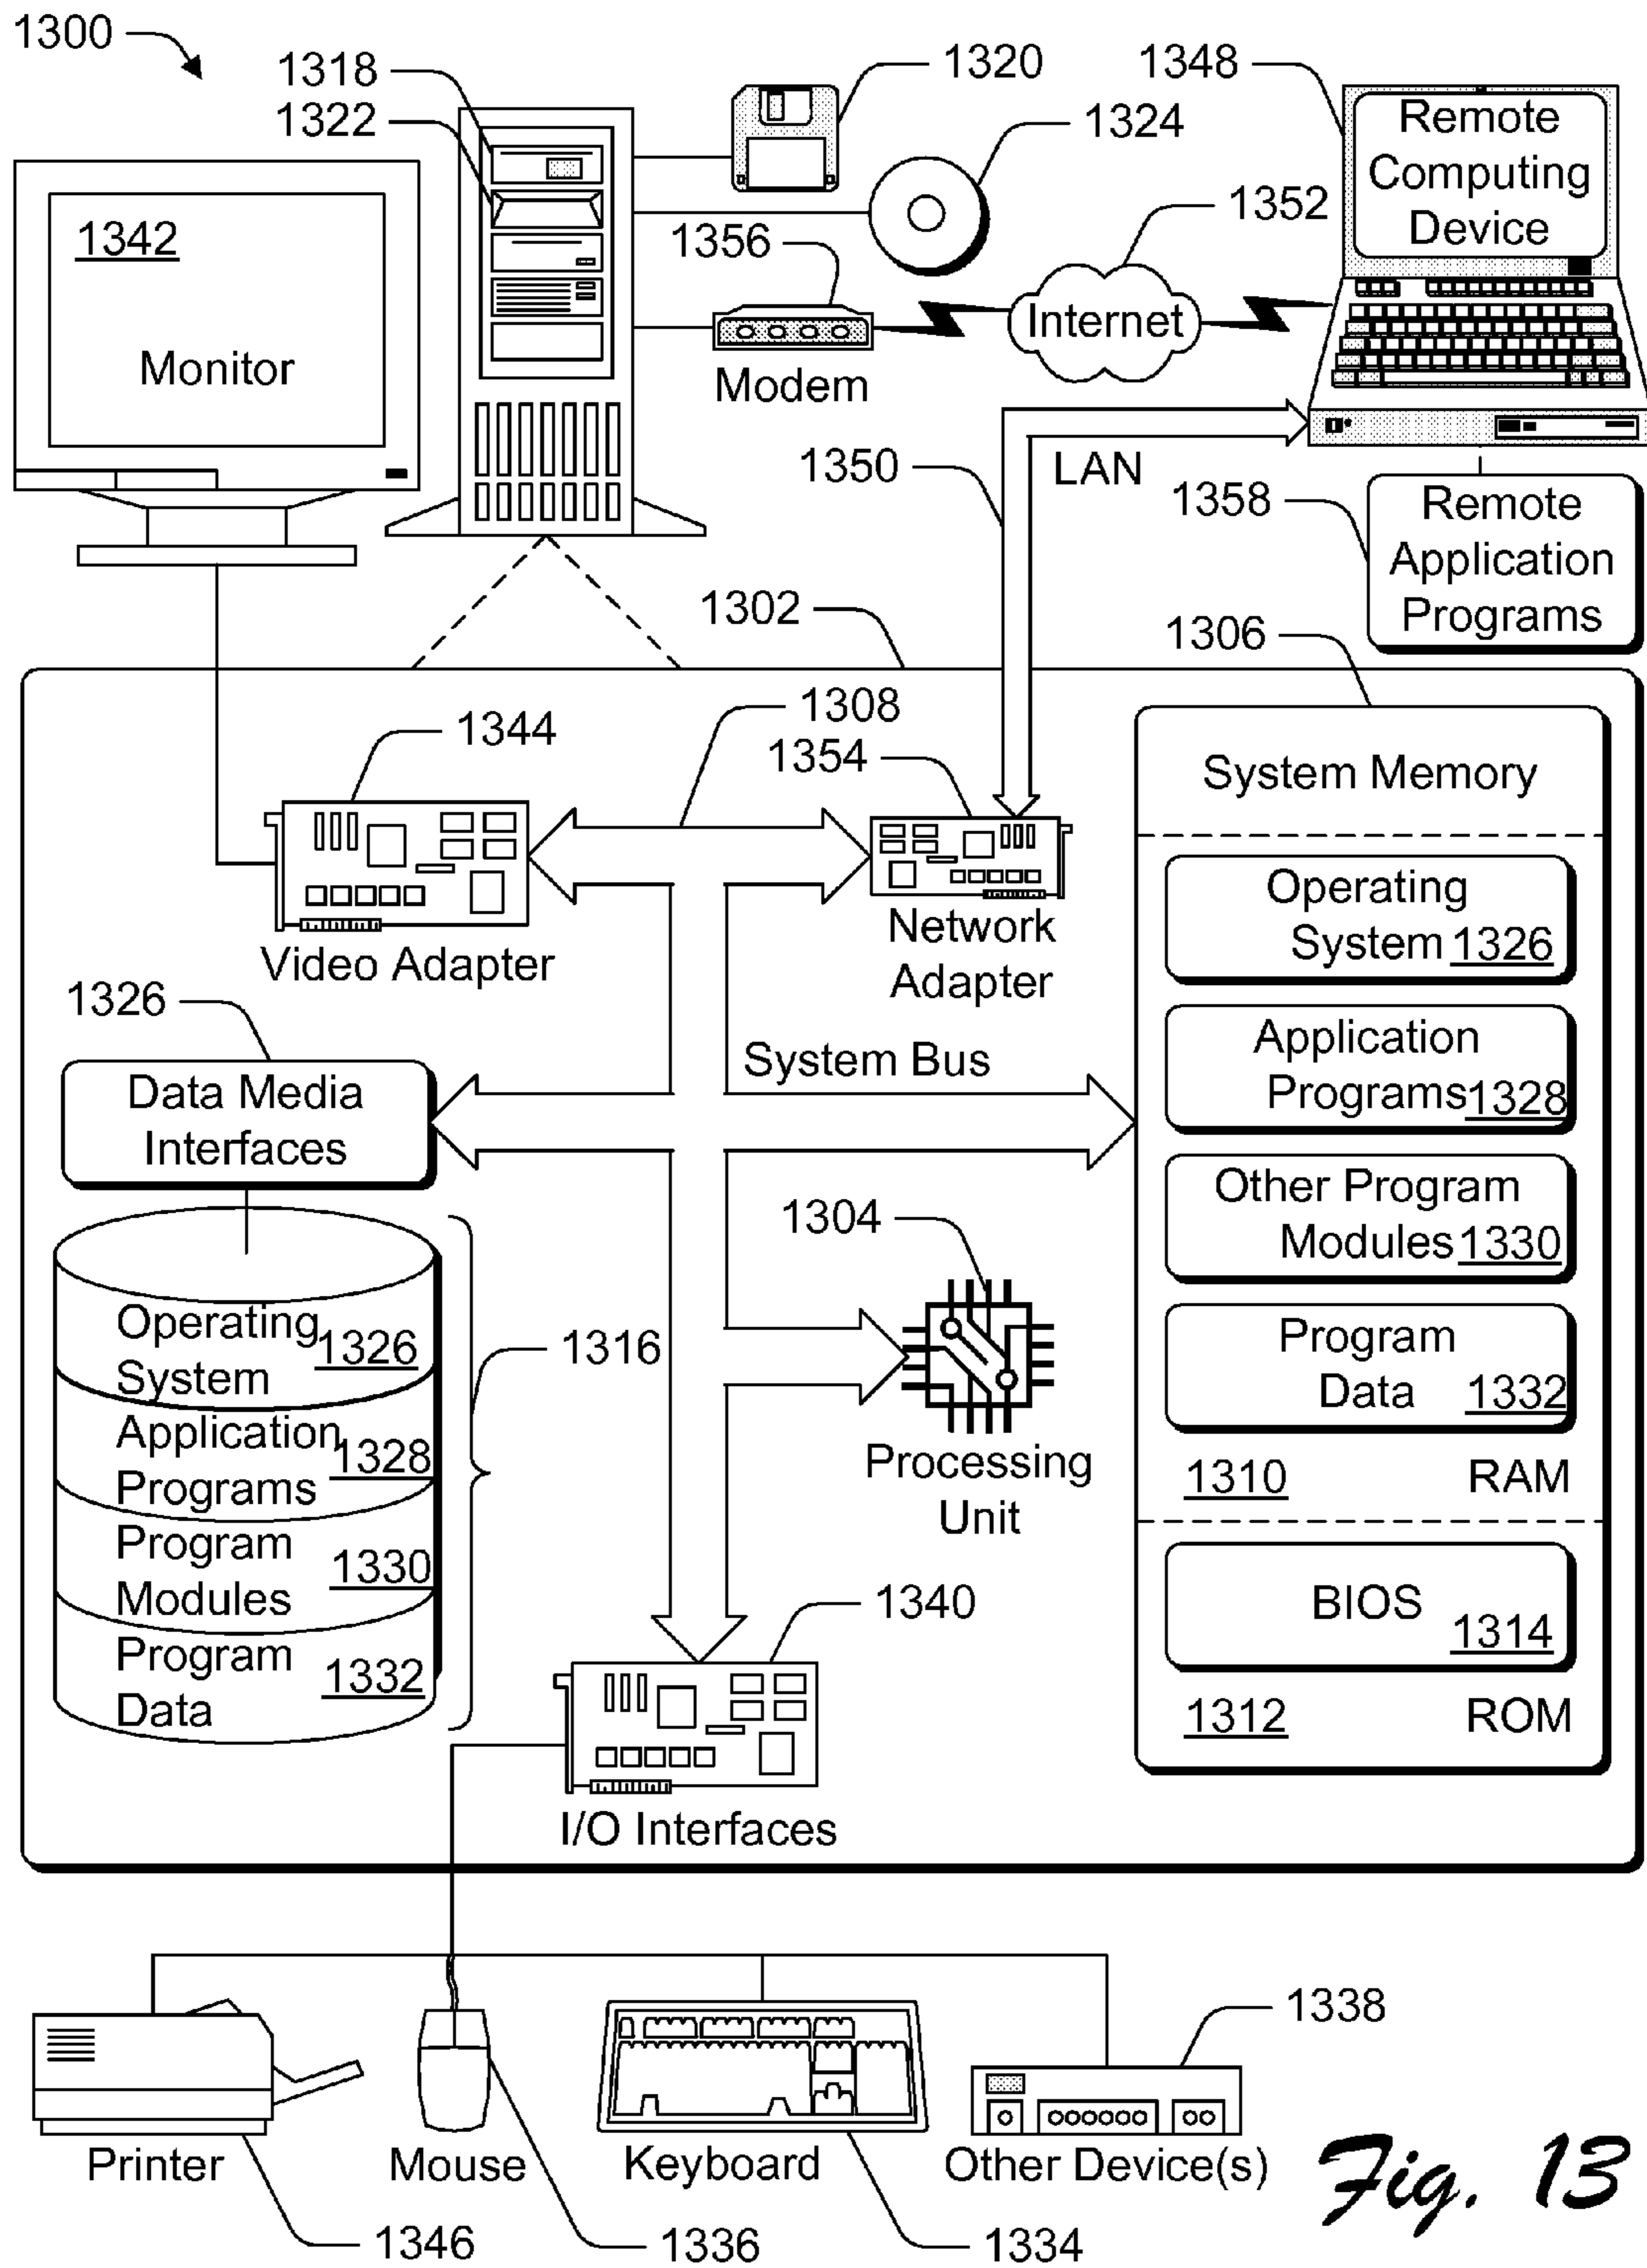 1300
1318
1322
1320
1324
1348
Remote
Computing
Device
1342
Monitor
1356
Modem
1352
Internet
1350
LAN
1358
Remote
Application
Programs
1302
1306
1308
1344
1354
Video Adapter
Network
Adapter
System Memory
Operating
System 1326
Application
Programs 1328
Other Program
Modules 1330
Program
Data 1332
1310 RAM
BIOS
1314
1312 ROM
1326
Data Media
Interfaces
System Bus
Operating
System 1326
Application
Programs 1328
Program
Modules 1330
Program
Data 1332
1316
1304
Processing
Unit
1340
I/O Interfaces
1338
Printer
Mouse
Keyboard
Other Device(s)
1346
1336
1334
Fig. 13